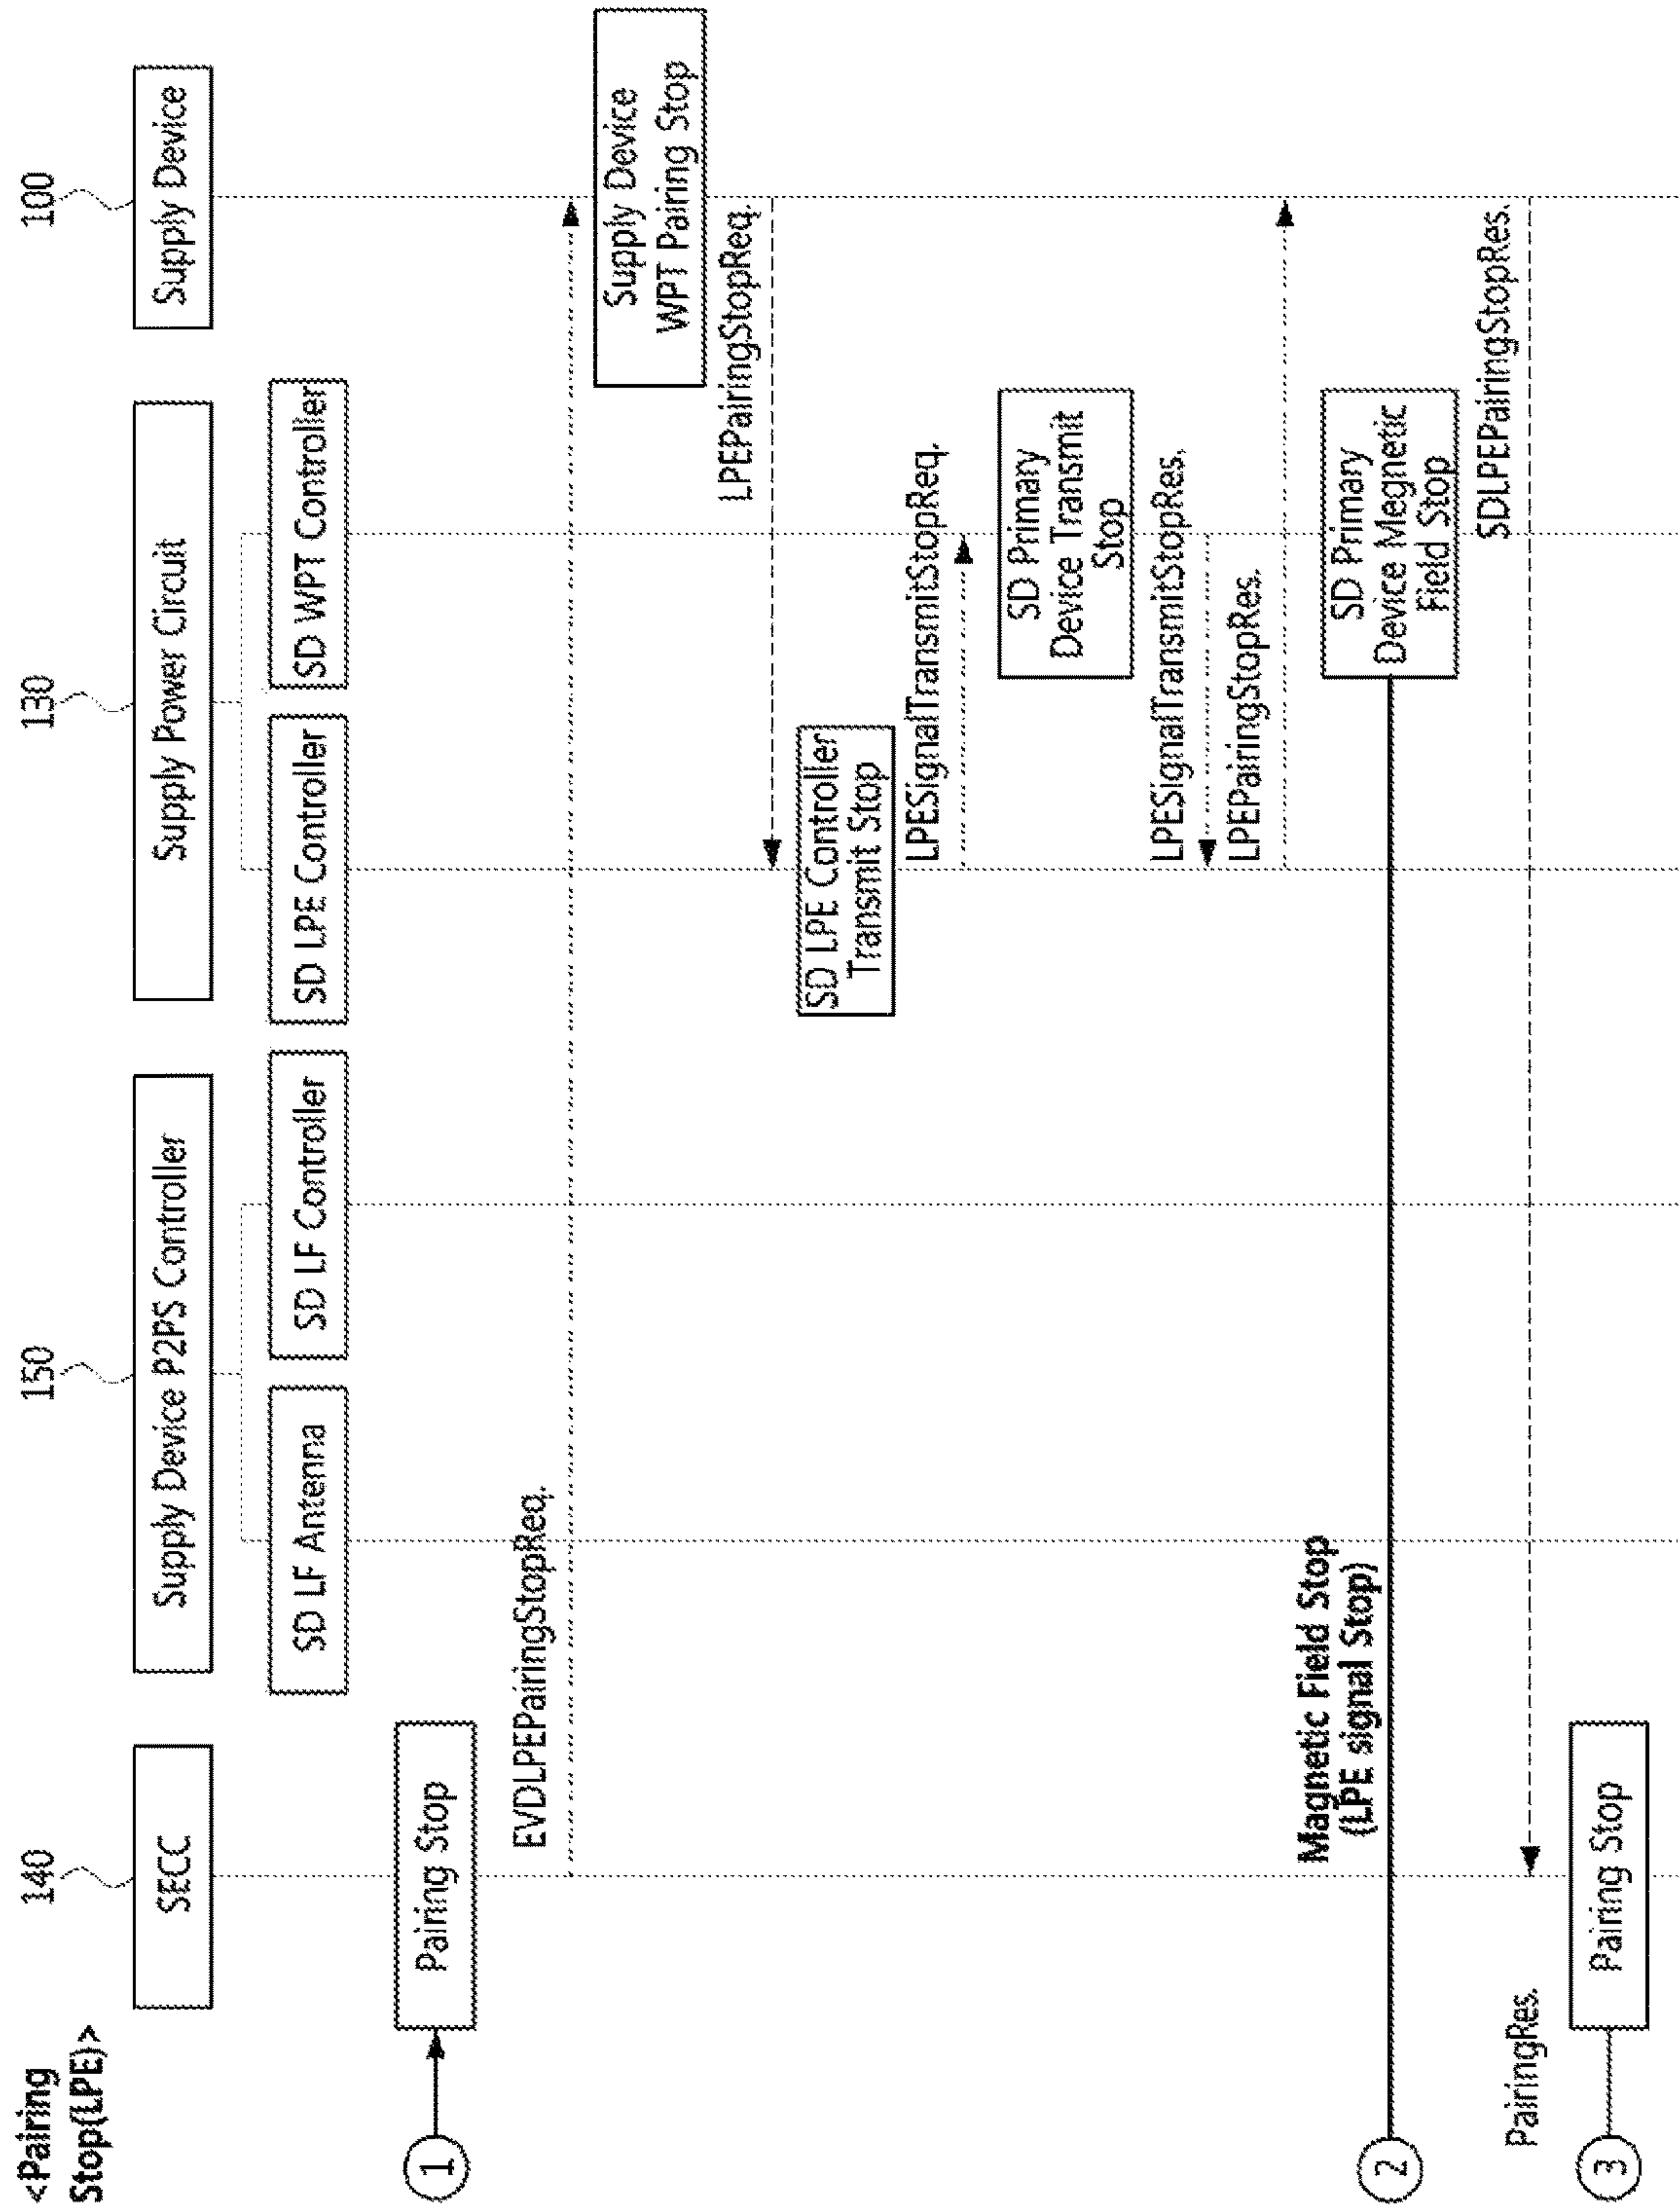 <Pairing
Stop(LPE)>
140
150
130
100
SECC
Supply Device P2PS Controller
Supply Power Circuit
Supply Device
SD LF Antenna
SD LF Controller
SD LPE Controller
SD WPT Controller
1
Pairing Stop
EVDLPEPairingStopReq.
Supply Device
WPT Pairing Stop
LPEPairingStopReq.
SD LPE Controller
Transmit Stop
LPESignalTransmitStopReq.
SD Primary
Device Transmit
Stop
LPESignalTransmitStopRes.
LPEPairingStopRes.
Magnetic Field Stop
(LPE signal Stop)
2
SD Primary
Device Megnetic
Field Stop
SDLPEPairingStopRes.
PairingRes.
3
Pairing Stop